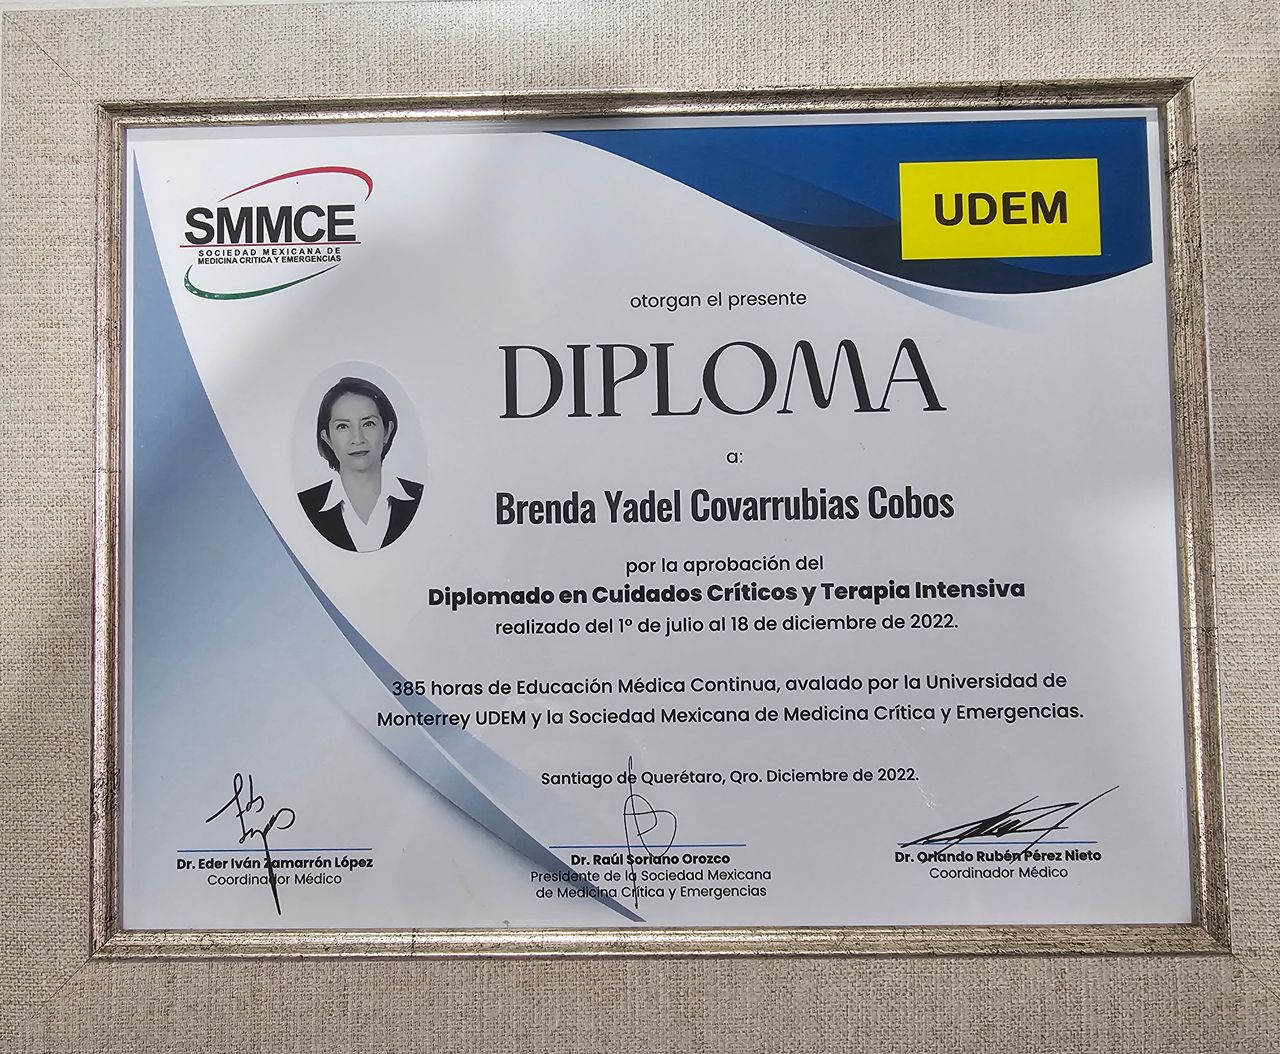 SMMCE
SOCIEDAD MEXICANA DE
MEDICINA CRITICA Y EMERGENCIAS
UDEM
otorgan el presente
DIPLOMA
a:
Brenda Yadel Covarrubias Cobos
por la aprobación del
Diplomado en Cuidados Críticos y Terapia Intensiva
realizado del 1° de julio al 18 de diciembre de 2022.
385 horas de Educación Médica Continua, avalado por la Universidad de
Monterrey UDEM y la Sociedad Mexicana de Medicina Crítica y Emergencias.
Santiago de Querétaro, Qro. Diciembre de 2022.
Dr. Eder Iván Zamarrón López
Coordinador Médico
Dr. Raúl Soriano Orozco
Presidente de la Sociedad Mexicana
de Medicina Crítica y Emergencias
Dr. Orlando Rubén Pérez Nieto
Coordinador Médico